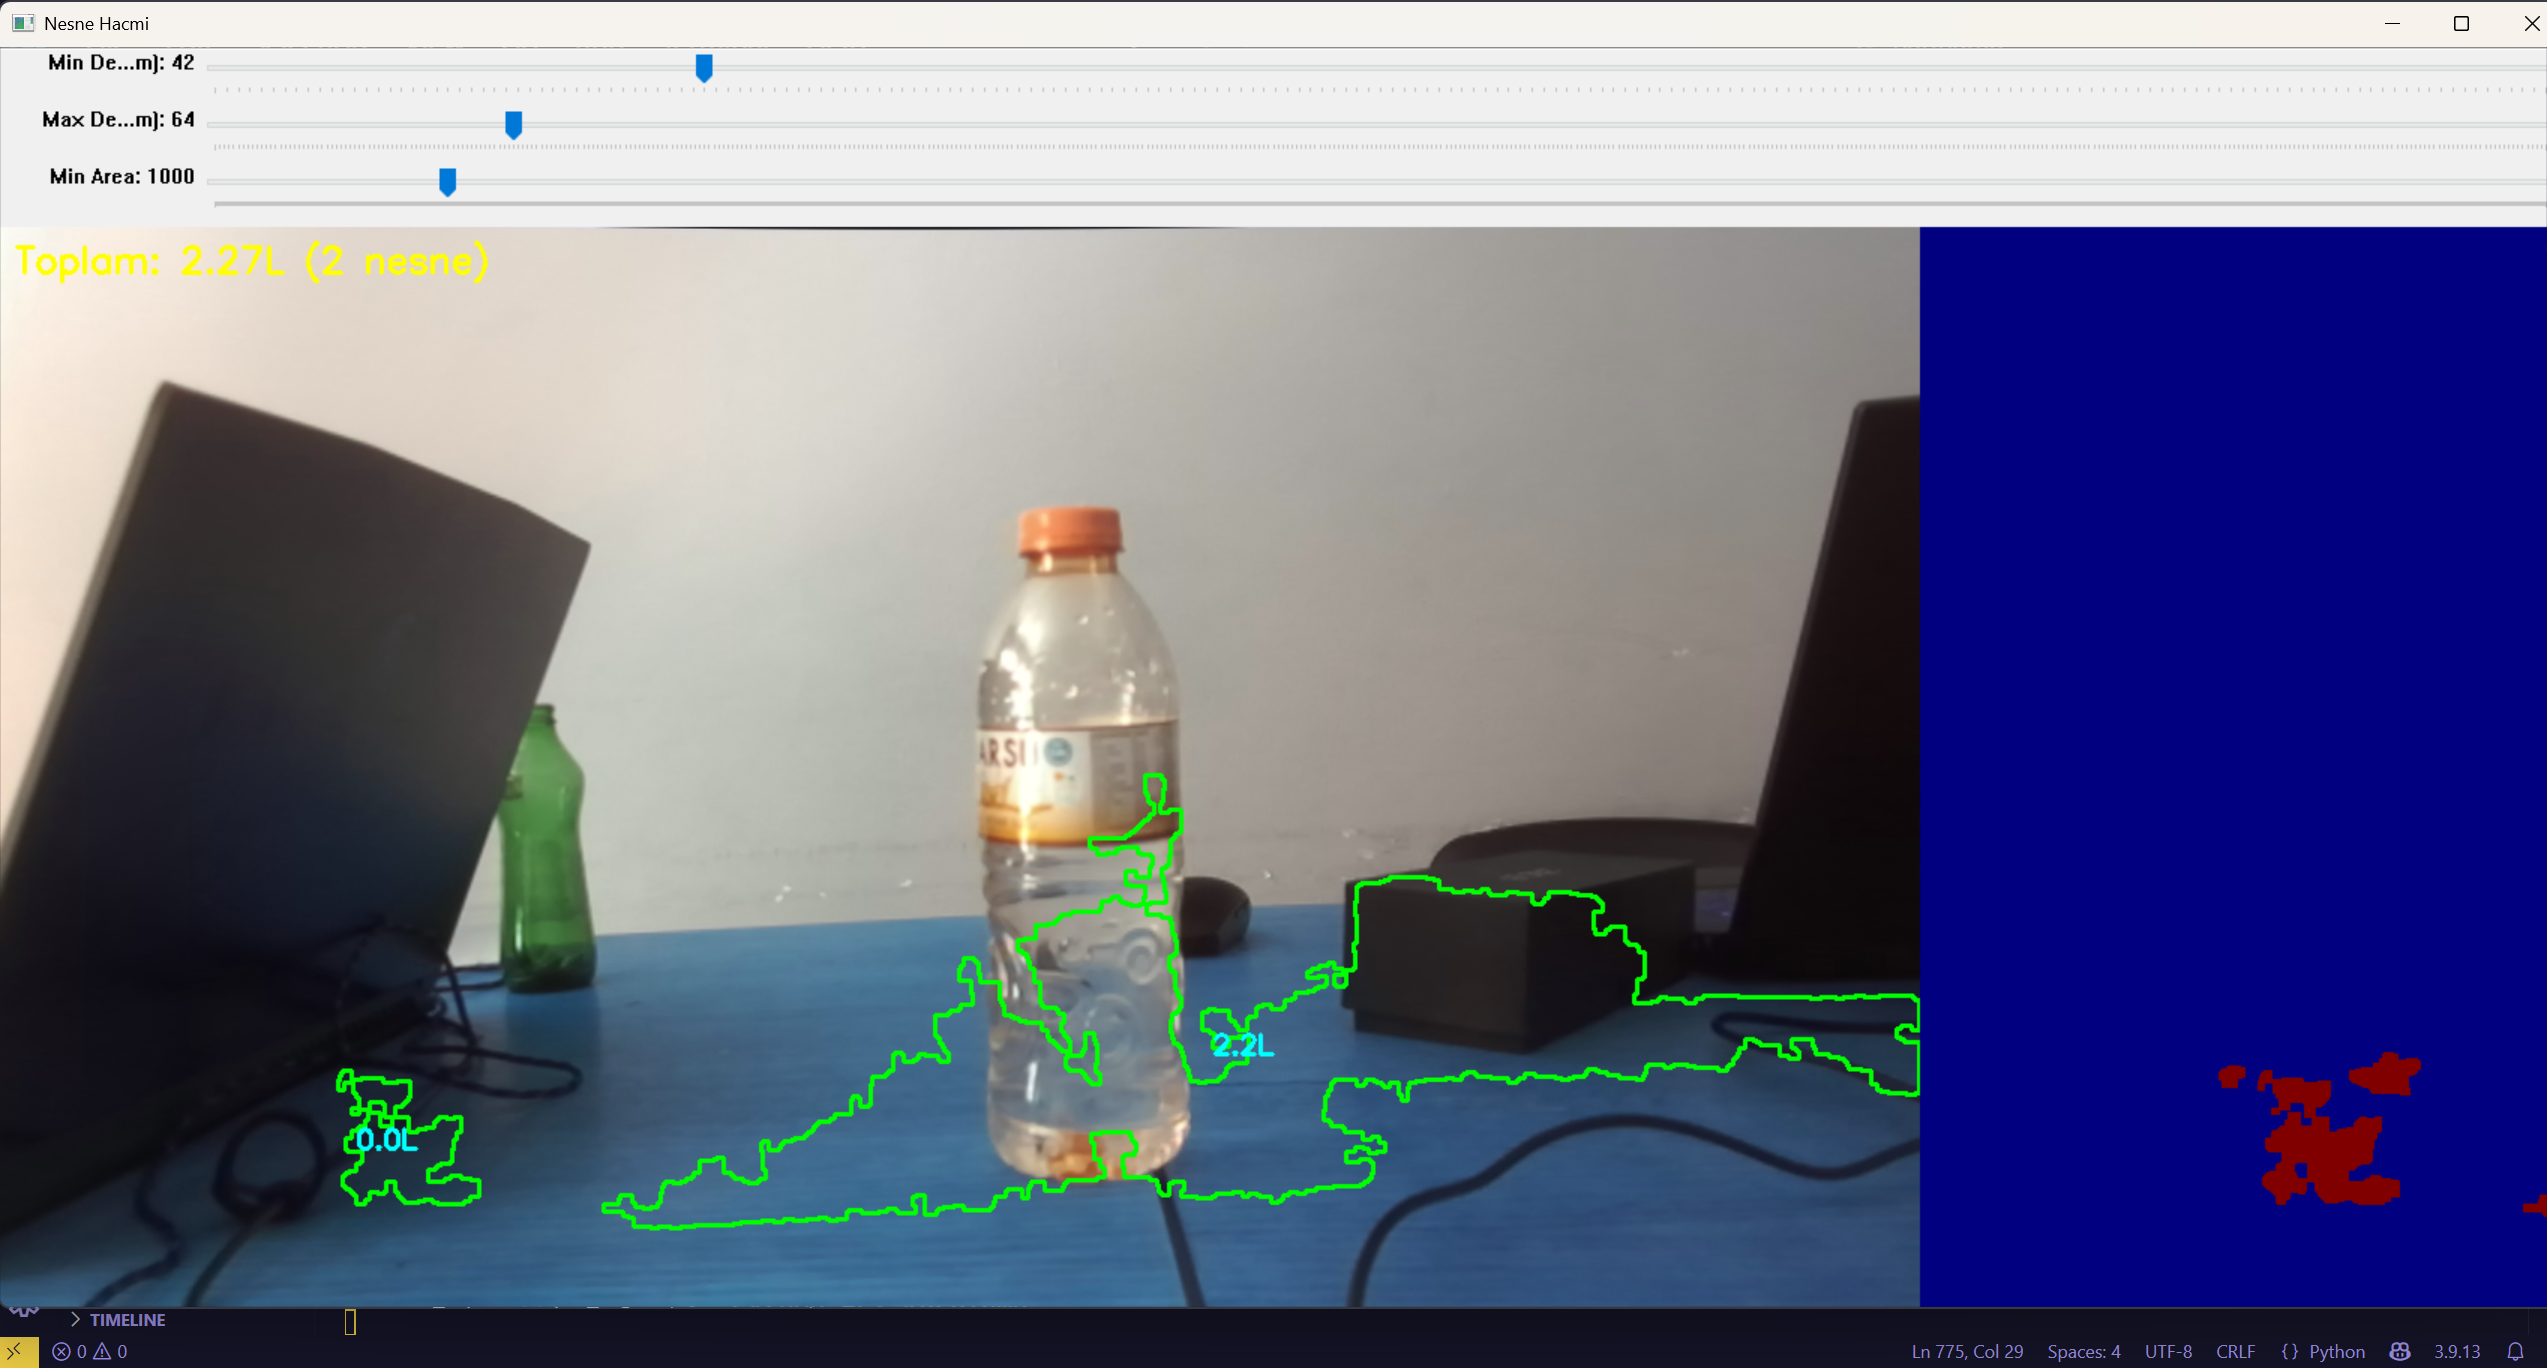 Nesne Hacmi
Min De...m): 42
Max De...m): 64
Min Area: 1000
Toplam: 2.27L (2 nesne)
ARSU
2.2L
0.0L
TIMELINE
0 0
Ln 775, Col 29 Spaces: 4 UTF-8 CRLF {} Python 3.9.13